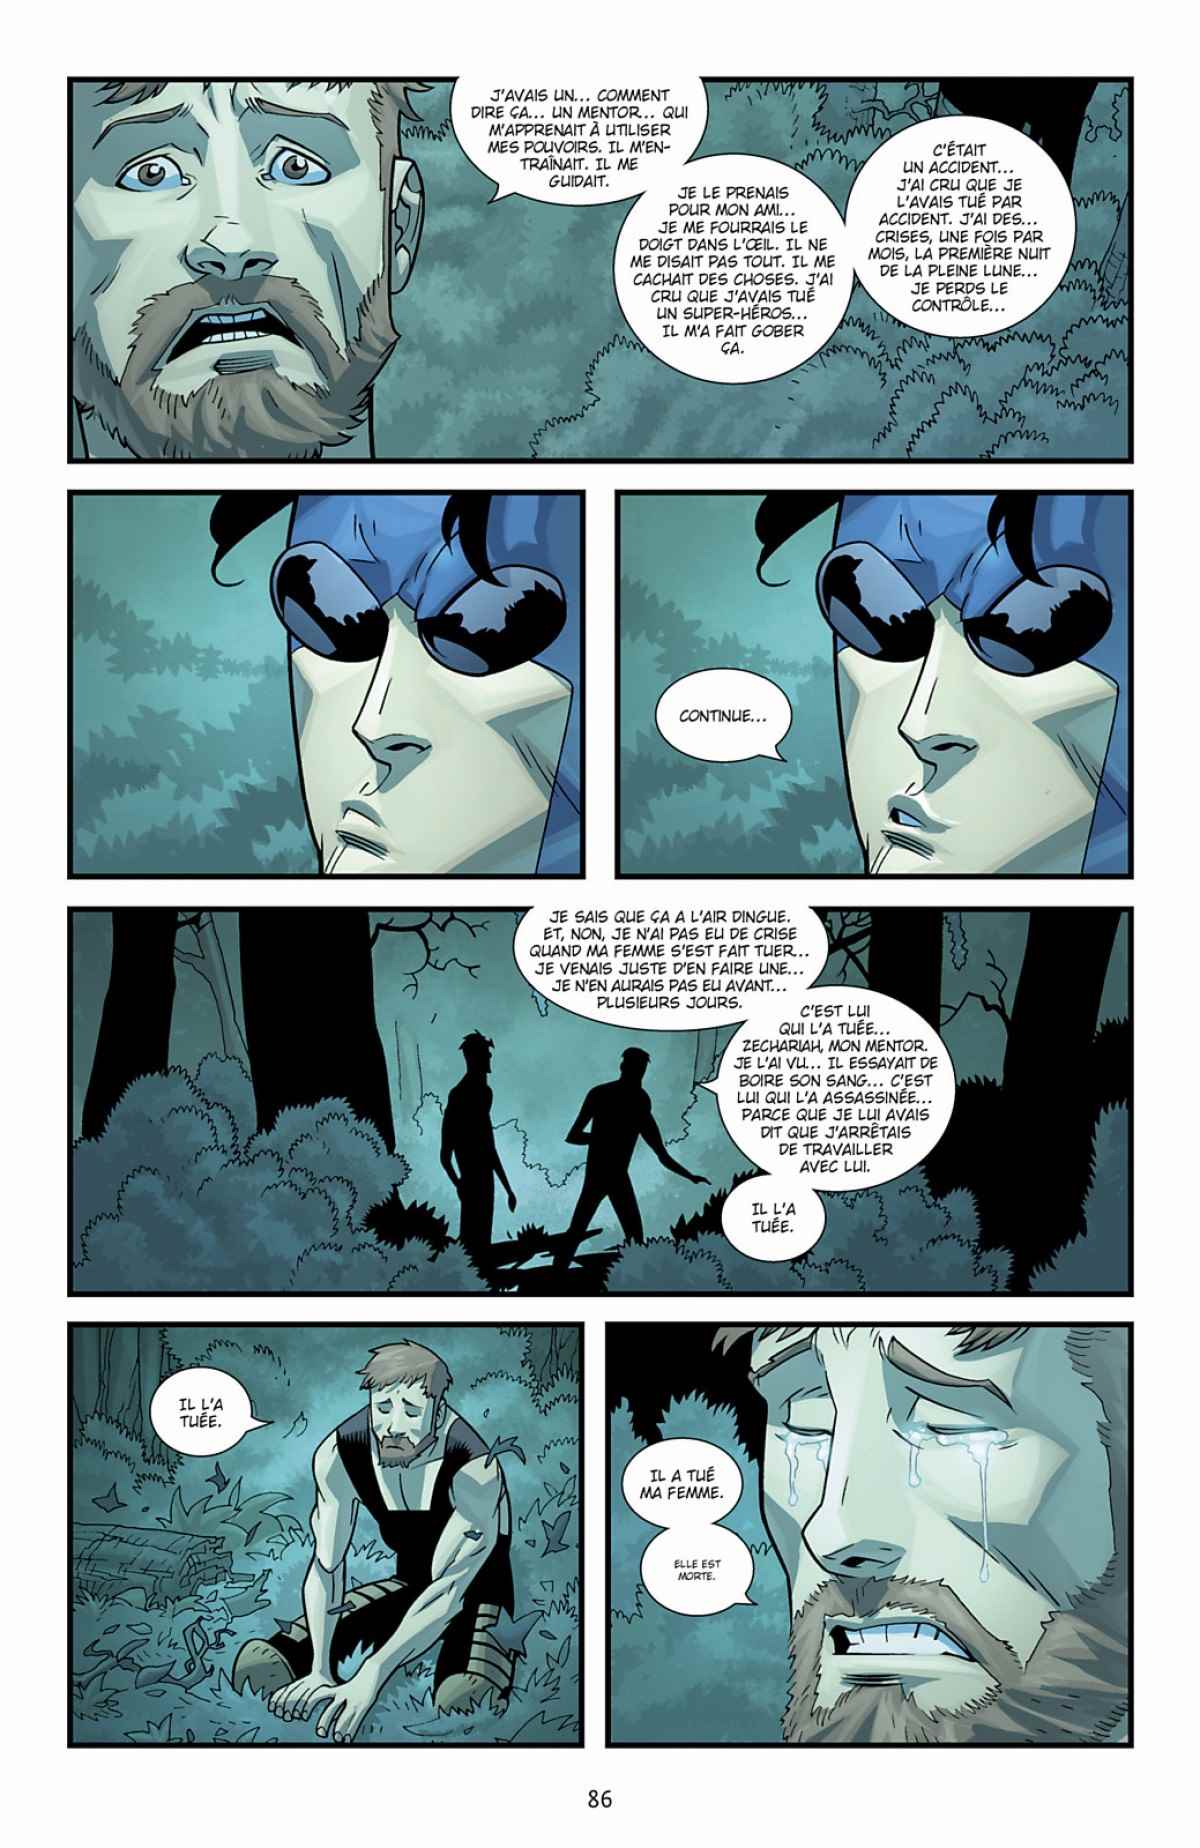 J'AVAIS UN... COMMENT
DIRE ÇA... UN MENTOR... QUI
M'APPRENAIT À UTILISER
MES POUVOIRS. IL M'EN-
TRAÎNAIT. IL ME
GUIDAIT.
JE LE PRENAIS
POUR MON AMI...
JE ME FOURRAIS LE
DOIGT DANS L'ŒIL. IL NE
ME DISAIT PAS TOUT. IL ME
CACHAIT DES CHOSES. J'AI
CRU QUE J'AVAIS TUÉ
UN SUPER-HÉROS...
IL M'A FAIT GOBER
ÇA.
C'ÉTAIT
UN ACCIDENT...
J'AI CRU QUE JE
L'AVAIS TUÉ PAR
ACCIDENT. J'AI DES...
CRISES, UNE FOIS PAR
MOIS, LA PREMIÈRE NUIT
DE LA PLEINE LUNE...
JE PERDS LE
CONTRÔLE...
CONTINUE...
JE SAIS QUE ÇA A L'AIR DINGUE.
ET, NON, JE N'AI PAS EU DE CRISE
QUAND MA FEMME S'EST FAIT TUER...
JE VENAIS JUSTE D'EN FAIRE UNE...
JE N'EN AURAIS PAS EU AVANT...
PLUSIEURS JOURS.
C'EST LUI
QUI L'A TUÉE...
ZECHARIAH, MON MENTOR.
JE L'AI VU... IL ESSAYAIT DE
BOIRE SON SANG... C'EST
LUI QUI L'A ASSASSINÉE...
PARCE QUE JE LUI AVAIS
DIT QUE J'ARRÊTAIS
DE TRAVAILLER
AVEC LUI.
IL L'A
TUÉE.
IL L'A
TUÉE.
IL A TUÉ
MA FEMME.
ELLE EST
MORTE.
86